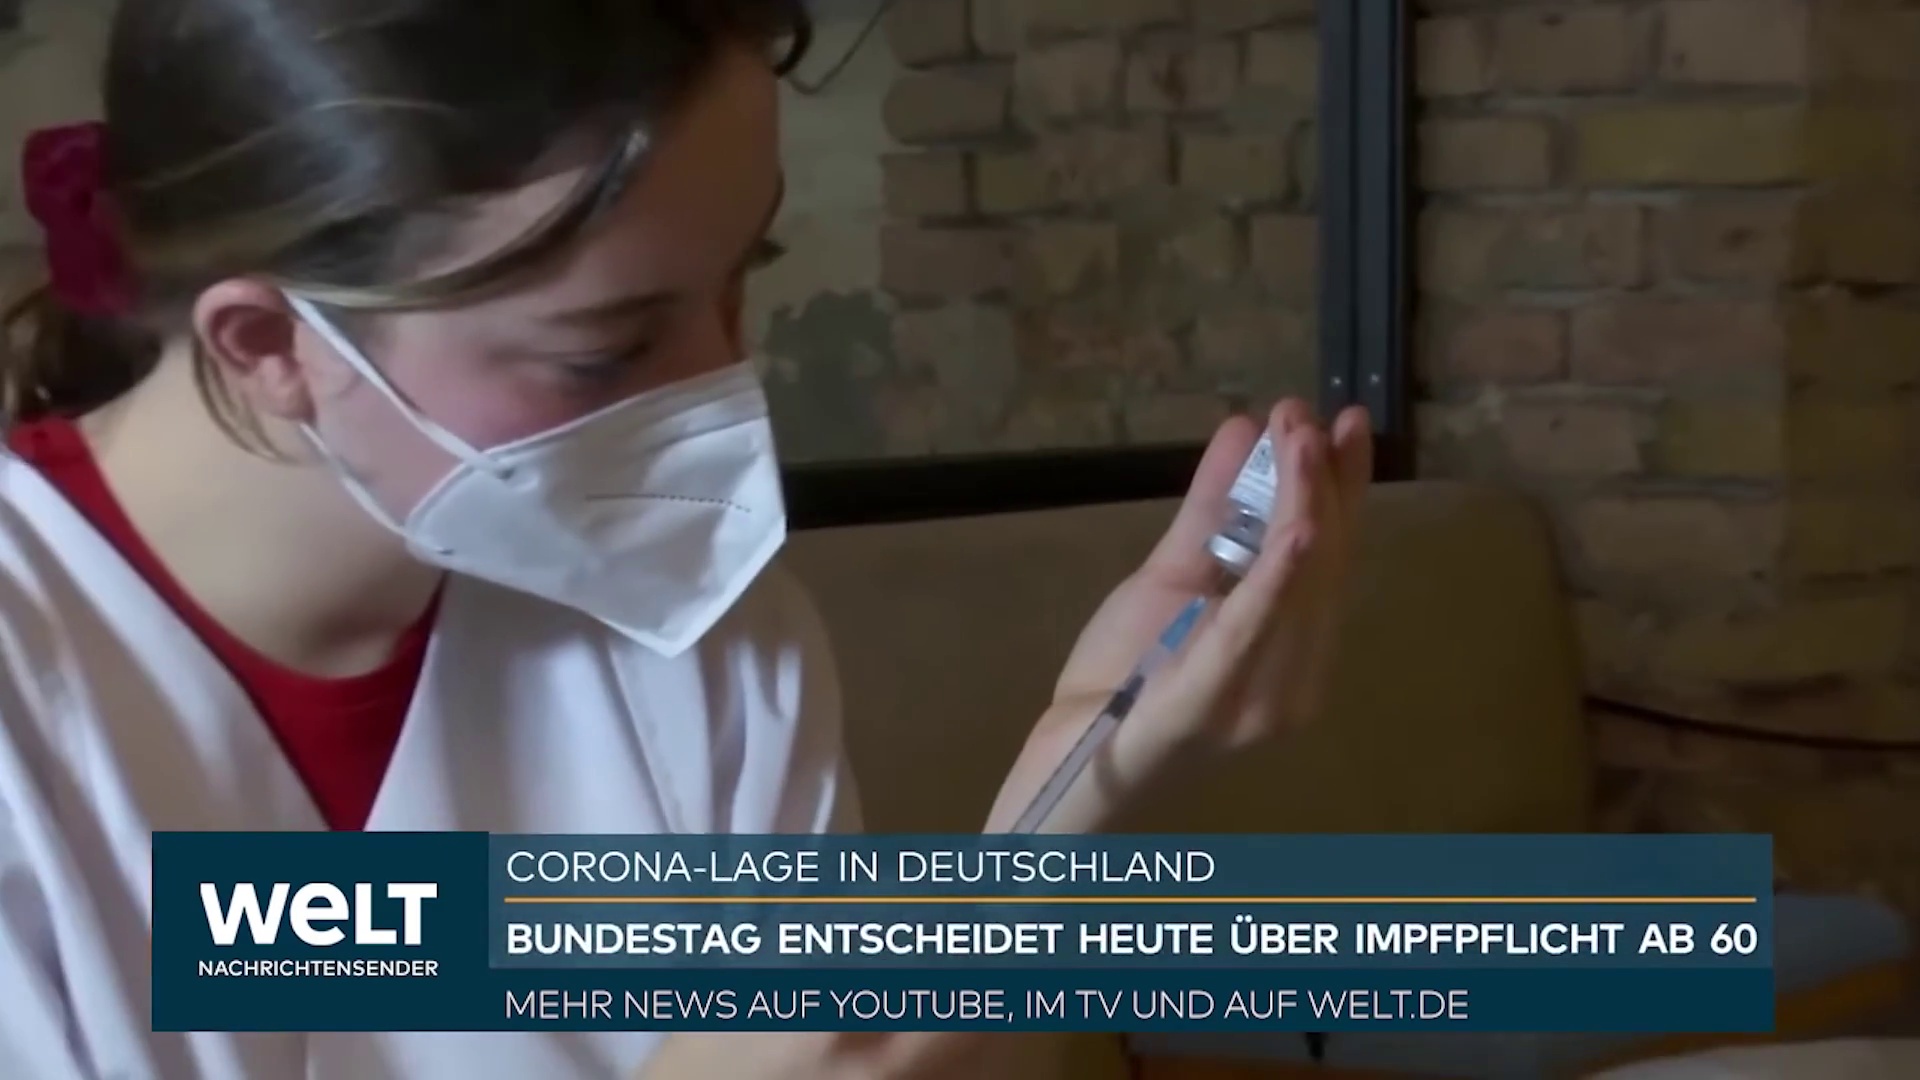 CORONA-LAGE IN DEUTSCHLAND
BUNDESTAG ENTSCHEIDET HEUTE ÜBER IMPFPFLICHT AB 60
WELT
NACHRICHTENSENDER
MEHR NEWS AUF YOUTUBE, IM TV UND AUF WELT.DE